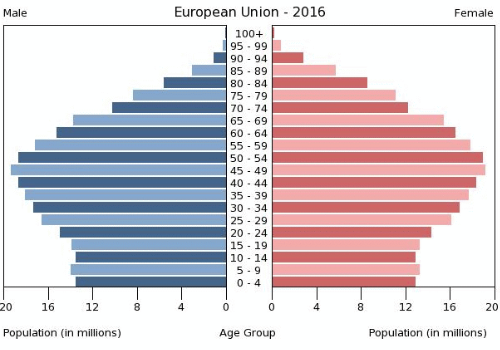 Male European Union - 2016 Female
100+
95 - 99
90 - 94
85 - 89
80 - 84
75 - 79
70 - 74
65 - 69
60 - 64
55 - 59
50 - 54
45 - 49
40 - 44
35 - 39
30 - 34
25 - 29
20 - 24
15 - 19
10 - 14
5 - 9
0 - 4
20 16 12 8 4 0 0 4 8 12 16 20
Population (in millions) Age Group Population (in millions)